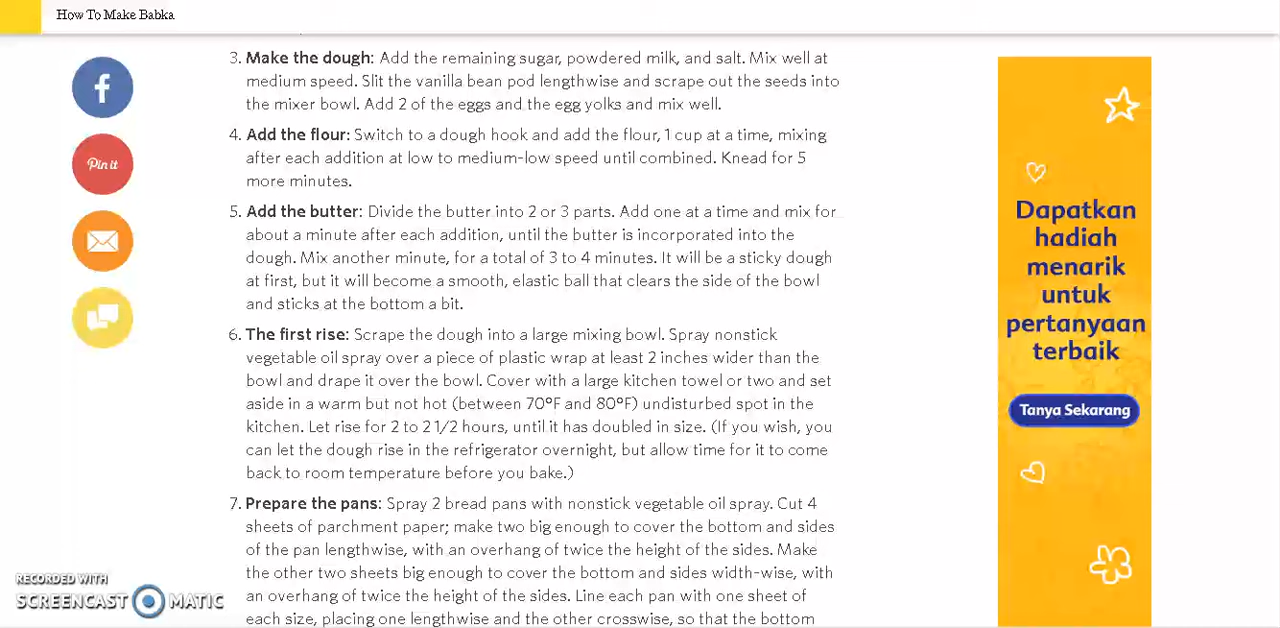 How To Make Babka
3. Make the dough: Add the remaining sugar, powdered milk, and salt. Mix well at
medium speed. Slit the vanilla bean pod lengthwise and scrape out the seeds into
the mixer bowl. Add 2 of the eggs and the egg yolks and mix well.
4. Add the flour: Switch to a dough hook and add the flour, 1 cup at a time, mixing
after each addition at low to medium-low speed until combined. Knead for 5
more minutes.
5. Add the butter: Divide the butter into 2 or 3 parts. Add one at a time and mix for
about a minute after each addition, until the butter is incorporated into the
dough. Mix another minute, for a total of 3 to 4 minutes. It will be a sticky dough
at first, but it will become a smooth, elastic ball that clears the side of the bowl
and sticks at the bottom a bit.
6. The first rise: Scrape the dough into a large mixing bowl. Spray nonstick
vegetable oil spray over a piece of plastic wrap at least 2 inches wider than the
bowl and drape it over the bowl. Cover with a large kitchen towel or two and set
aside in a warm but not hot (between 70°F and 80°F) undisturbed spot in the
kitchen. Let rise for 2 to 2 1/2 hours, until it has doubled in size. (If you wish, you
can let the dough rise in the refrigerator overnight, but allow time for it to come
back to room temperature before you bake.)
7. Prepare the pans: Spray 2 bread pans with nonstick vegetable oil spray. Cut 4
sheets of parchment paper; make two big enough to cover the bottom and sides
of the pan lengthwise, with an overhang of twice the height of the sides. Make
the other two sheets big enough to cover the bottom and sides width-wise, with
an overhang of twice the height of the sides. Line each pan with one sheet of
each size, placing one lengthwise and the other crosswise, so that the bottom
f
Pin it
Dapatkan
hadiah
menarik
untuk
pertanyaan
terbaik
Tanya Sekarang
RECORDED WITH
SCREENCAST MATIC